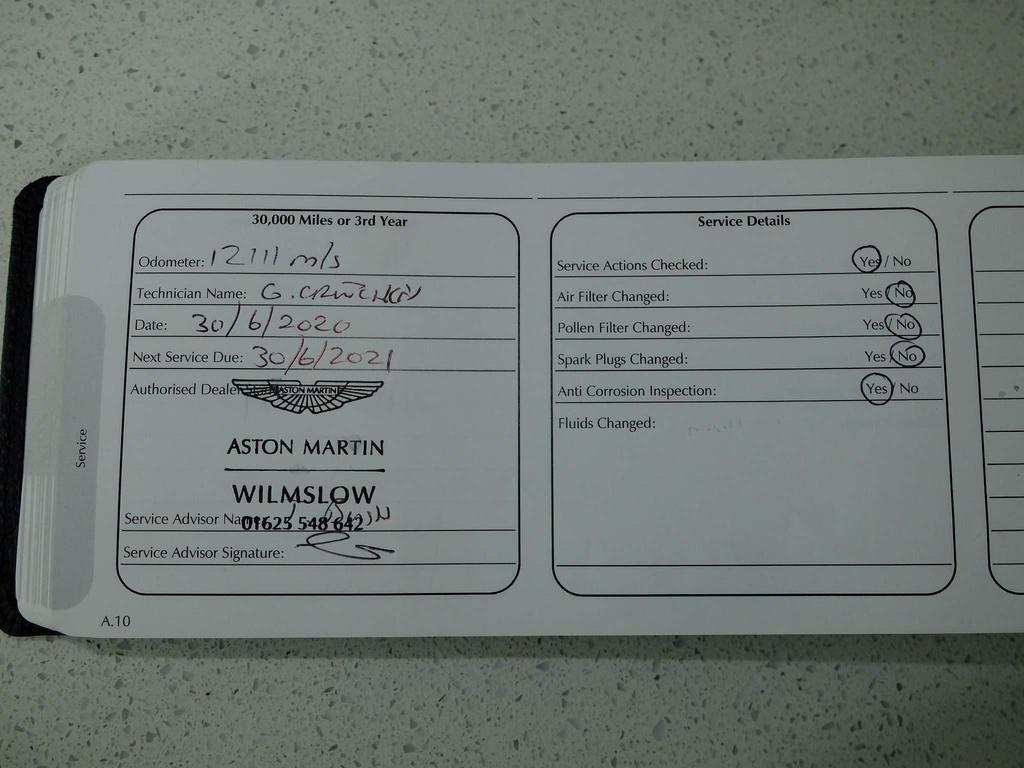 30,000 Miles or 3rd Year
Odometer: 12111 m/s
Technician Name: G.
Date: 30/6/2020
Next Service Due: 30/6/2021
Authorised Dealer
ASTON MARTIN
ASTON MARTIN
WILMSLOW
Service Advisor Name:
01625 548 642
Service Advisor Signature:
A.10
Service
Service Details
Service Actions Checked: Yes / No
Air Filter Changed: Yes / No
Pollen Filter Changed: Yes / No
Spark Plugs Changed: Yes / No
Anti Corrosion Inspection: Yes / No
Fluids Changed: